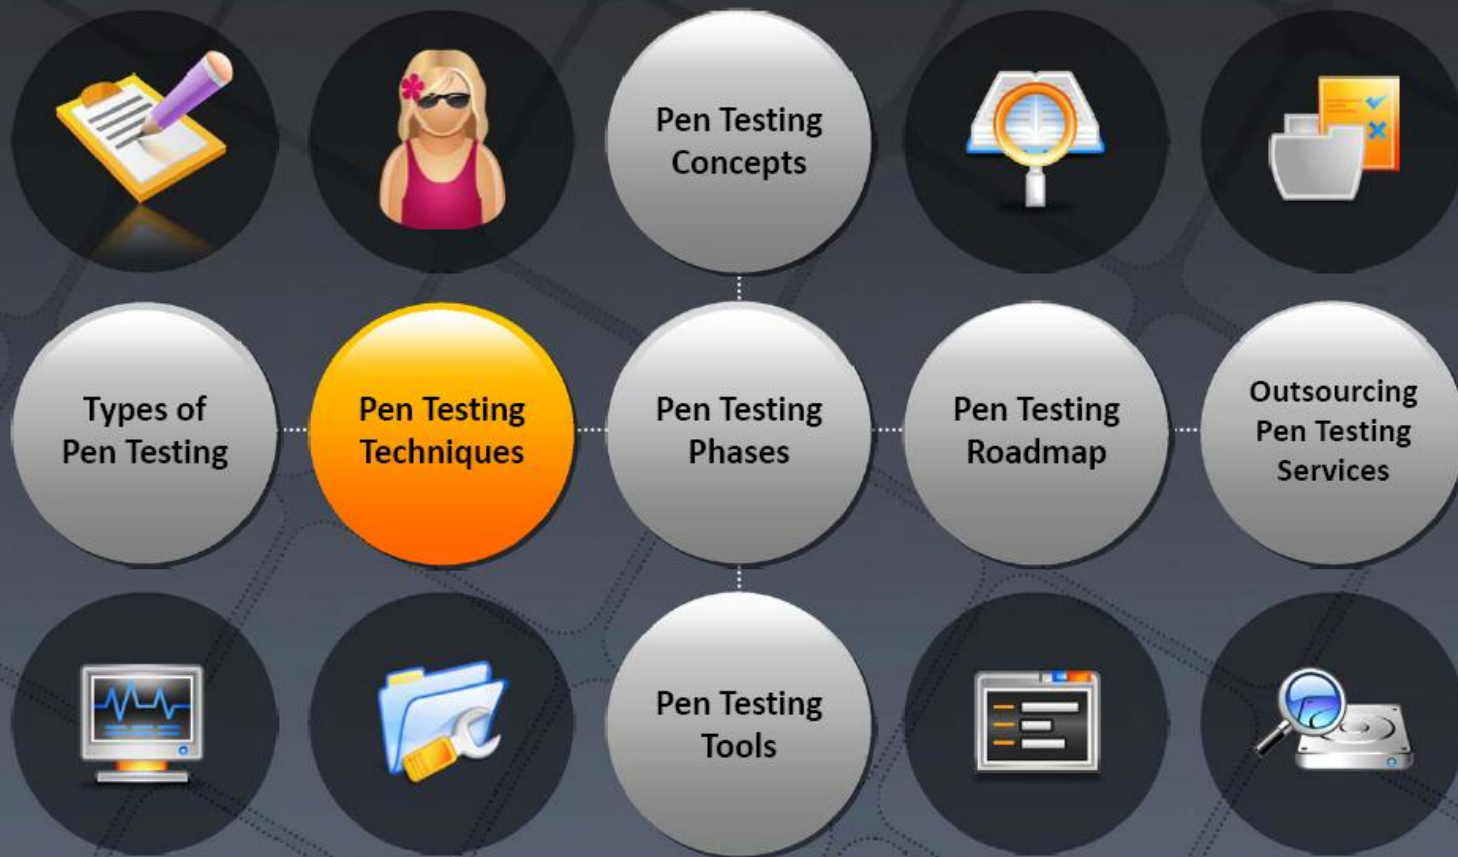 Pen Testing
Concepts
Types of
Pen Testing
Pen Testing
Techniques
Pen Testing
Phases
Pen Testing
Roadmap
Outsourcing
Pen Testing
Services
Pen Testing
Tools